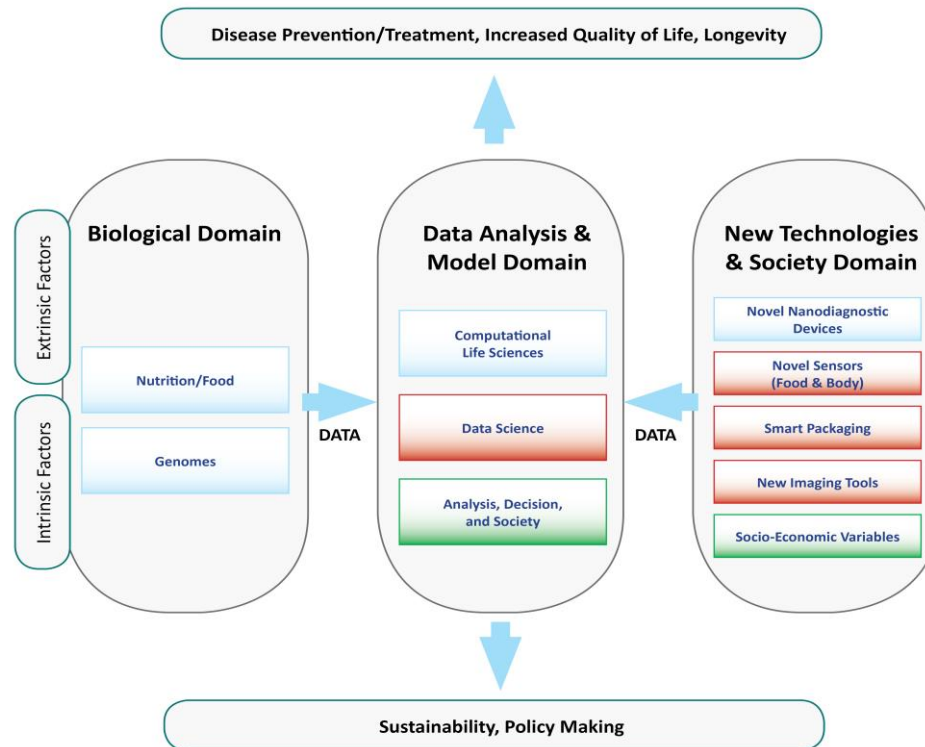 Disease Prevention/Treatment, Increased Quality of Life, Longevity
Extrinsic Factors
Intrinsic Factors
Biological Domain
Nutrition/Food
Genomes
DATA
Data Analysis &
Model Domain
Computational
Life Sciences
Data Science
Analysis, Decision,
and Society
DATA
New Technologies
& Society Domain
Novel Nanodiagnostic
Devices
Novel Sensors
(Food & Body)
Smart Packaging
New Imaging Tools
Socio-Economic Variables
Sustainability, Policy Making